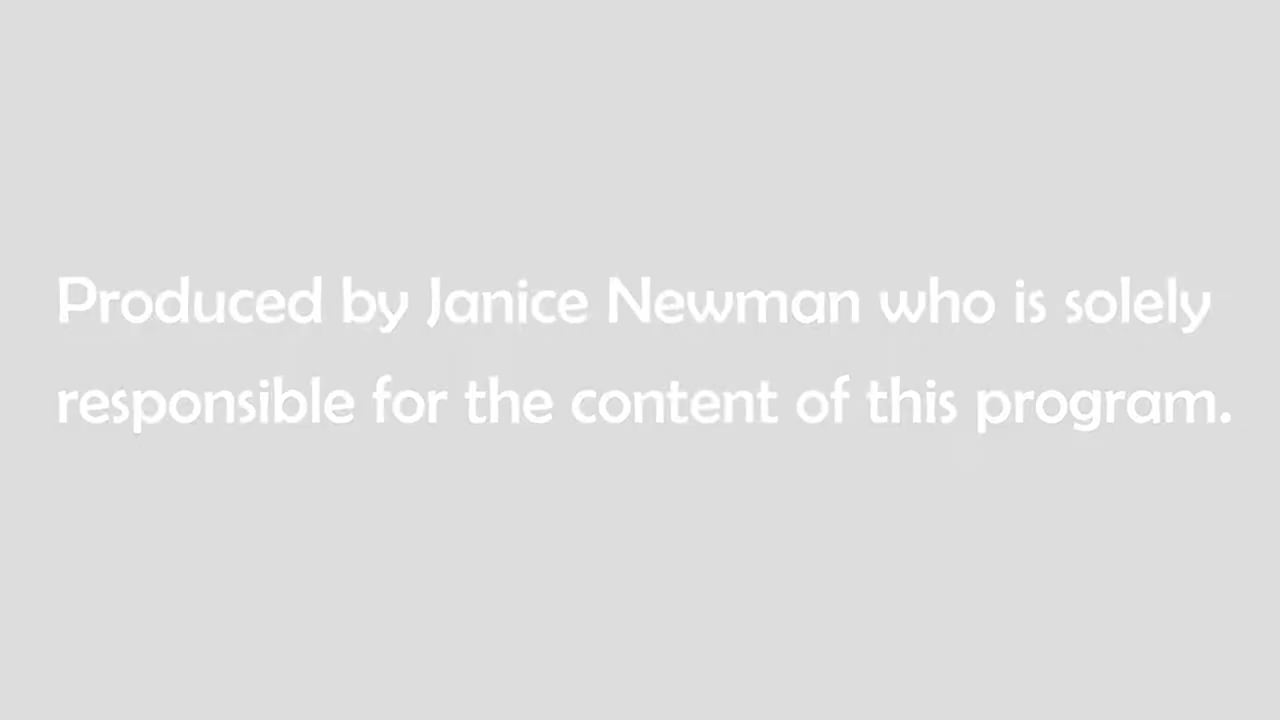 Produced by Janice Newman who is solely
responsible for the content of this program.